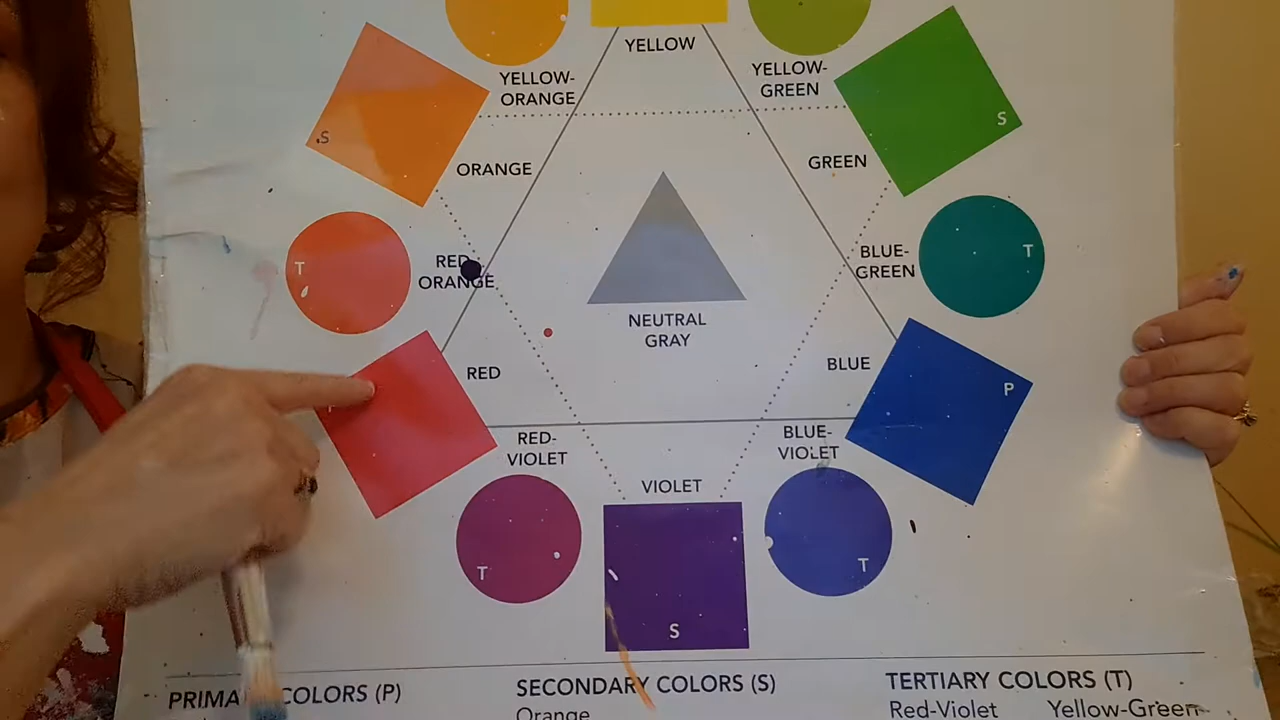 YELLOW
YELLOW-
ORANGE
YELLOW-
GREEN
S
S
ORANGE
GREEN
T
RED-
ORANGE
BLUE-
GREEN
T
NEUTRAL
GRAY
RED
BLUE
P
RED-
VIOLET
BLUE-
VIOLET
VIOLET
T
T
S
COLORS (P)
SECONDARY COLORS (S)
TERTIARY COLORS (T)
Orange
Red-Violet
Yellow-Green